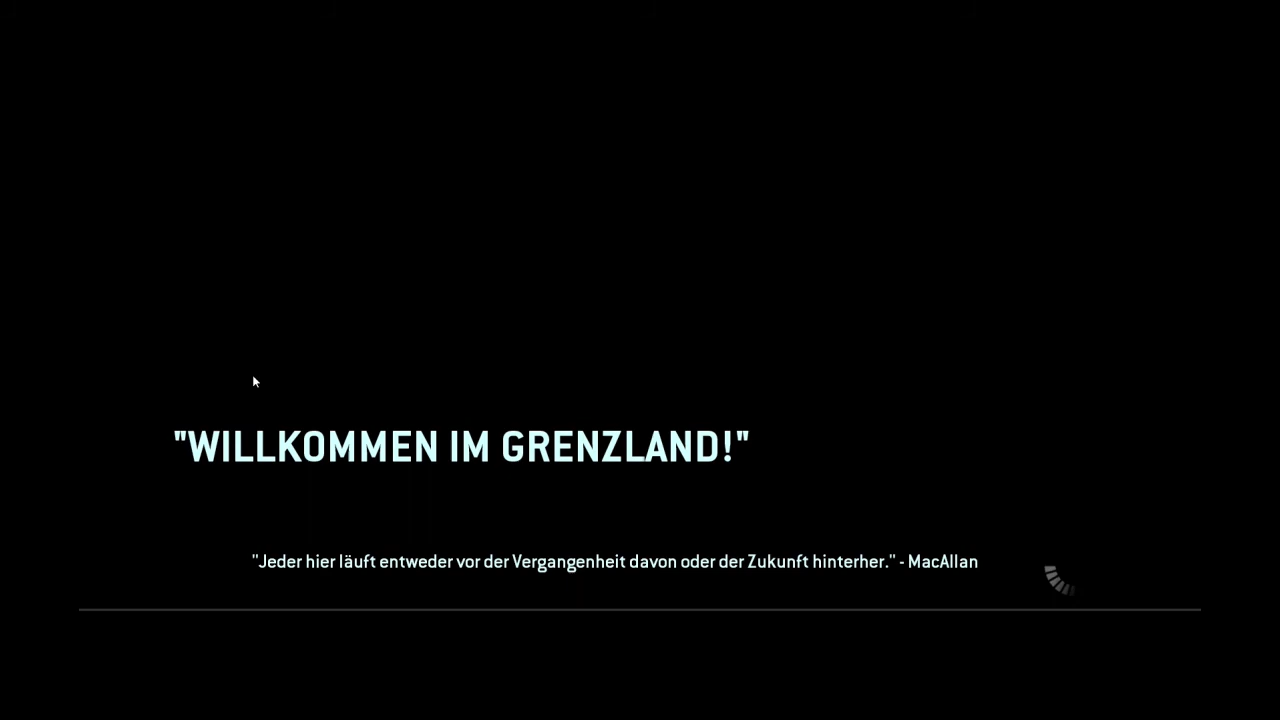 "WILLKOMMEN IM GRENZLAND!"
"Jeder hier läuft entweder vor der Vergangenheit davon oder der Zukunft hinterher." - MacAllan